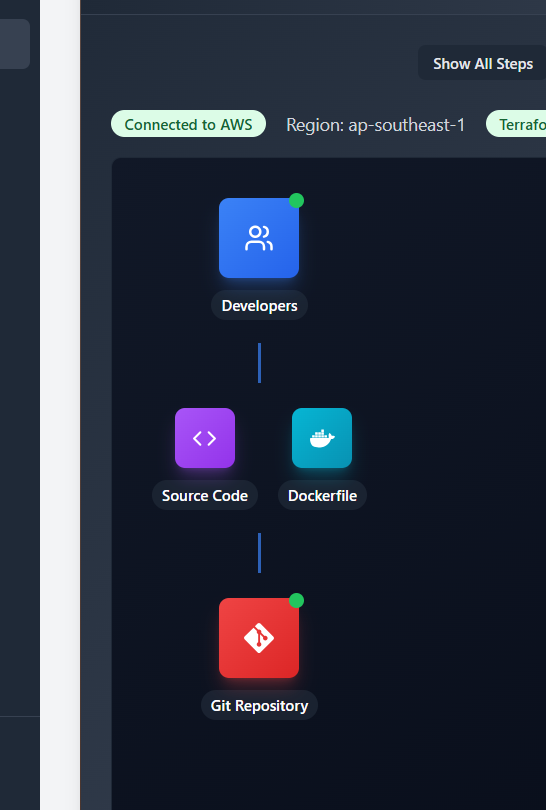 Show All Steps
Connected to AWS
Region: ap-southeast-1
Terrafo
Developers
Source Code
Dockerfile
Git Repository